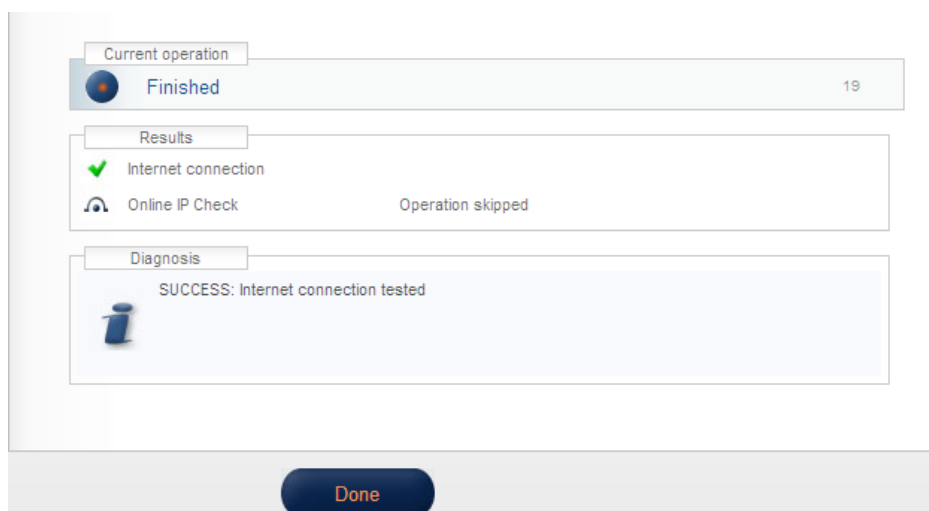 Current operation
Finished 19
Results
Internet connection
Online IP Check Operation skipped
Diagnosis
SUCCESS: Internet connection tested
Done